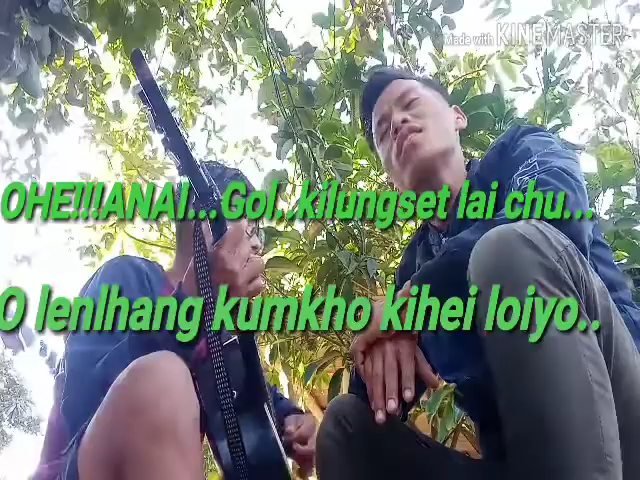 Made with KINEMASTER
OHE!!!ANAI...Gol..kilungset lai chu...
O lenlhang kumkho kihei loiyo..